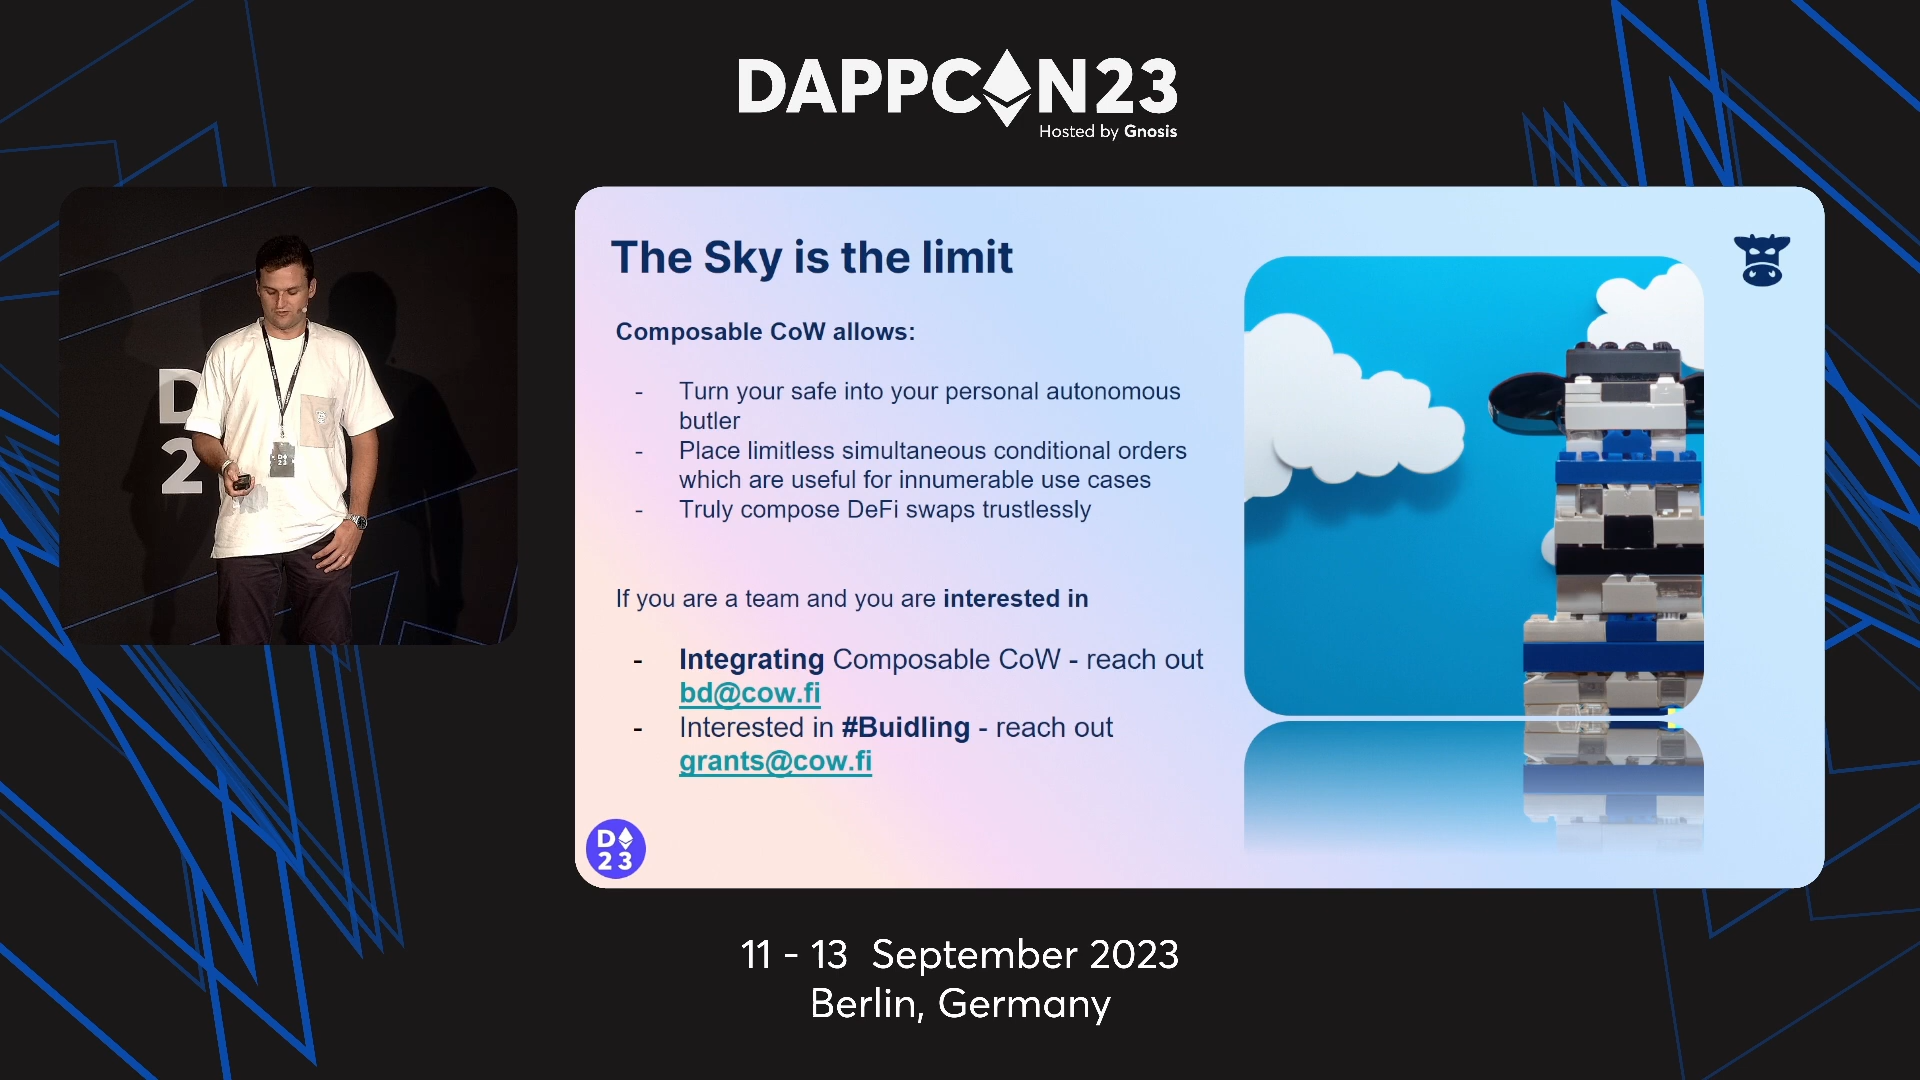 DAPPCON23
Hosted by Gnosis
D
2
D
23
The Sky is the limit
Composable CoW allows:
- Turn your safe into your personal autonomous
butler
- Place limitless simultaneous conditional orders
which are useful for innumerable use cases
- Truly compose DeFi swaps trustlessly
If you are a team and you are interested in
- Integrating Composable CoW - reach out
bd@cow.fi
- Interested in #Buidling - reach out
grants@cow.fi
D
23
11 - 13 September 2023
Berlin, Germany